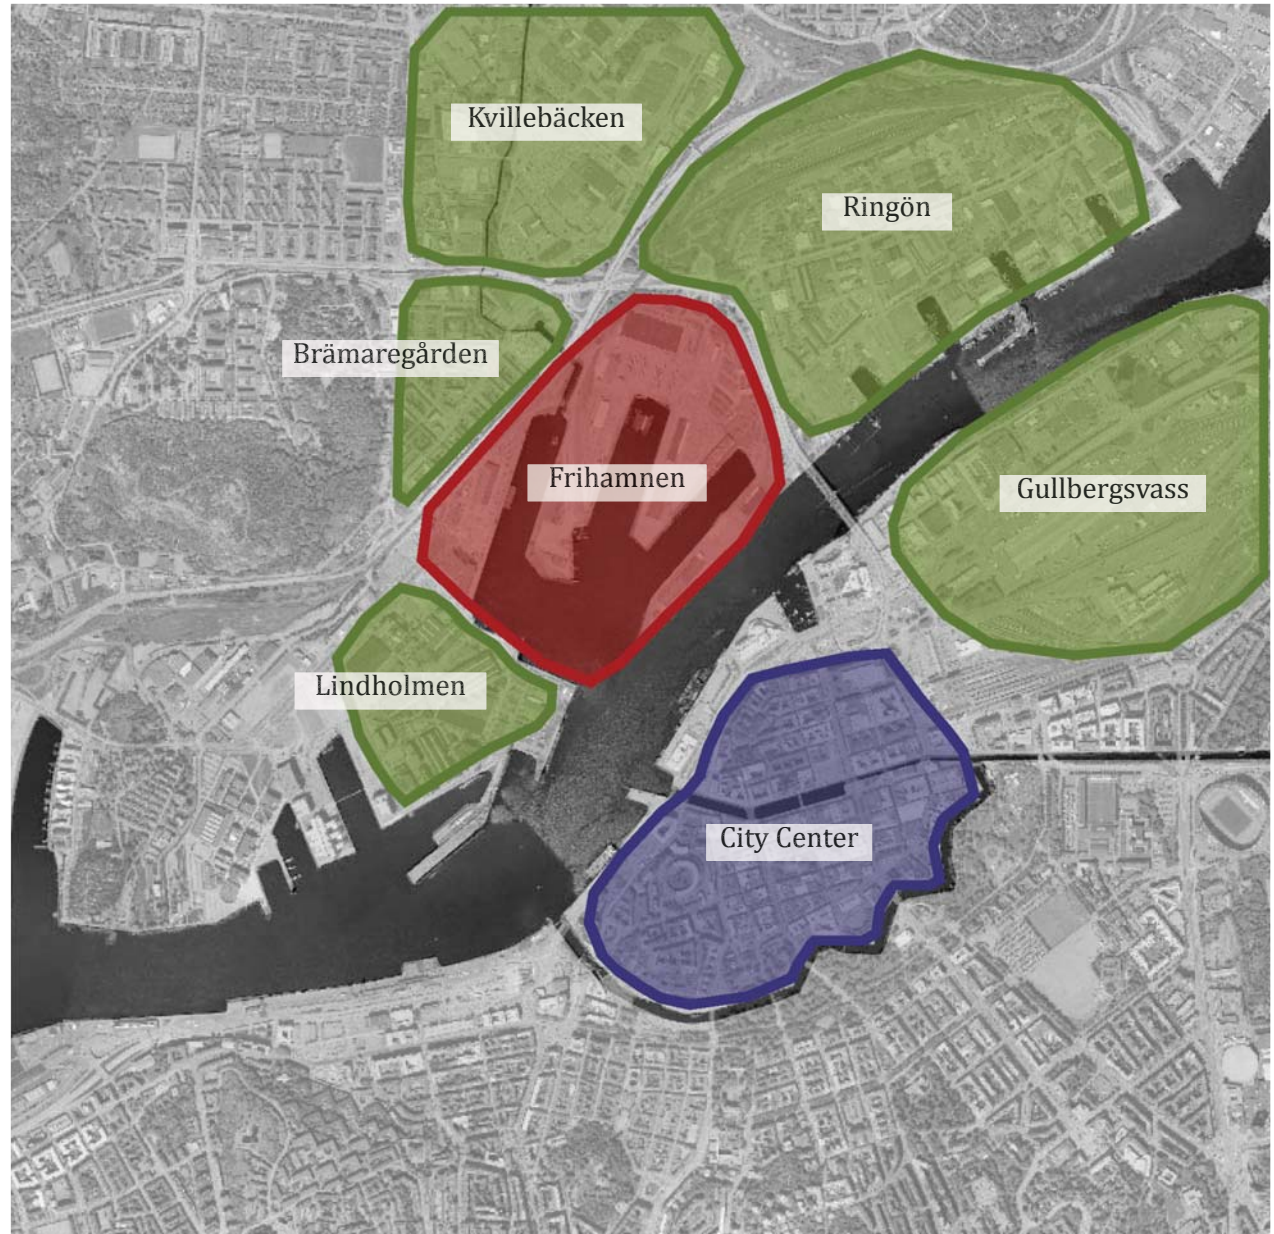 Kvillebäcken
Ringön
Brämaregården
Frihamnen
Gullbergsvass
Lindholmen
City Center